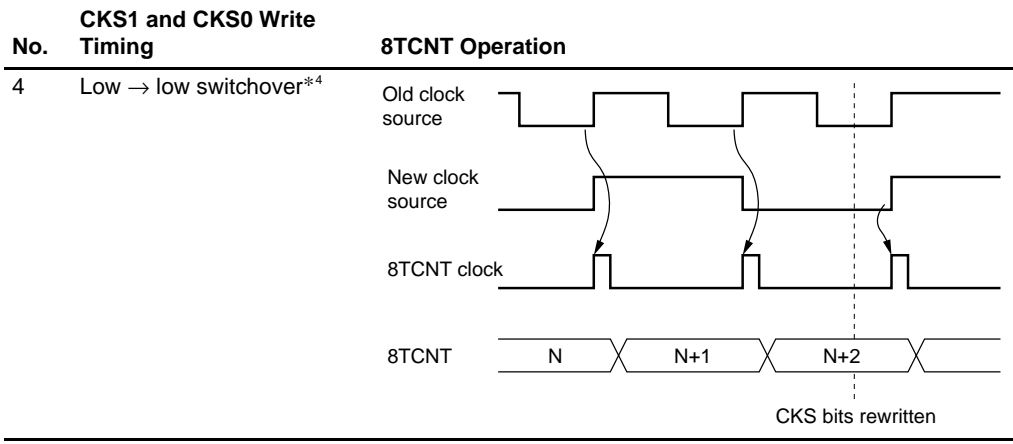 CKS1 and CKS0 Write
No. Timing 8TCNT Operation
4 Low → low switchover*4
Old clock
source
New clock
source
8TCNT clock
8TCNT N N+1 N+2
CKS bits rewritten